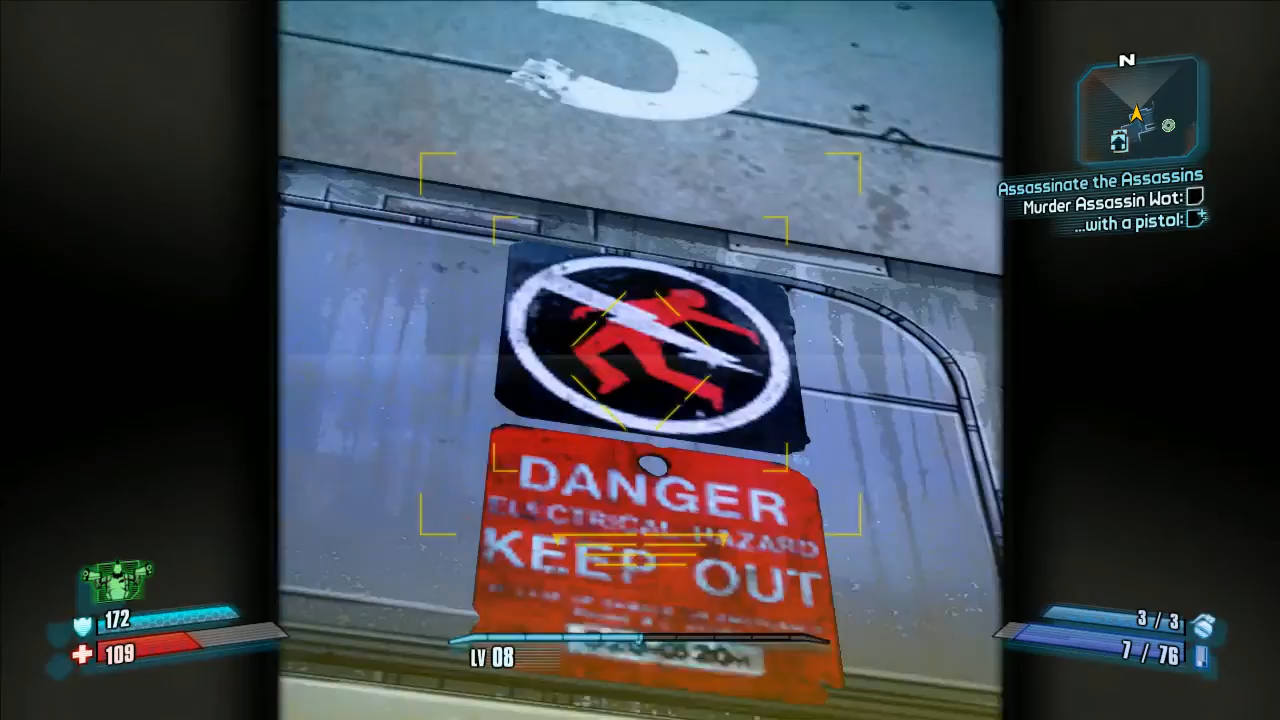 N
Assassinate the Assassins
Murder Assassin Wot:
...with a pistol:
DANGER
ELECTRICAL HAZARD
KEEP OUT
172
109
LV 08
3 / 3
7 / 76